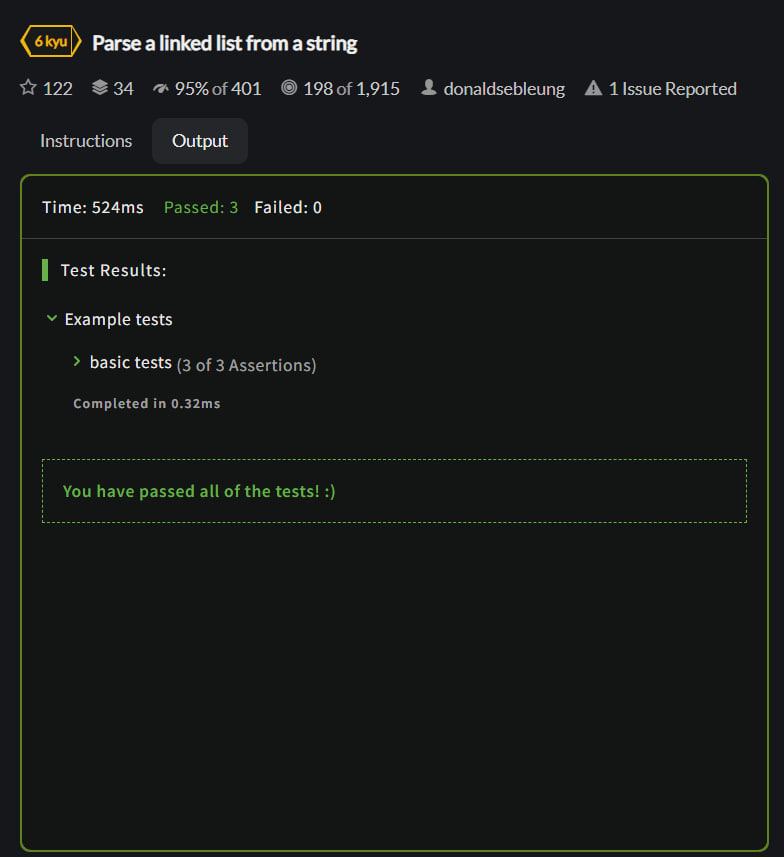 6 kyu Parse a linked list from a string
122 34 95% of 401 198 of 1,915 donaldsebleung 1 Issue Reported
Instructions Output
Time: 524ms Passed: 3 Failed: 0
Test Results:
Example tests
basic tests (3 of 3 Assertions)
Completed in 0.32ms
You have passed all of the tests! :)